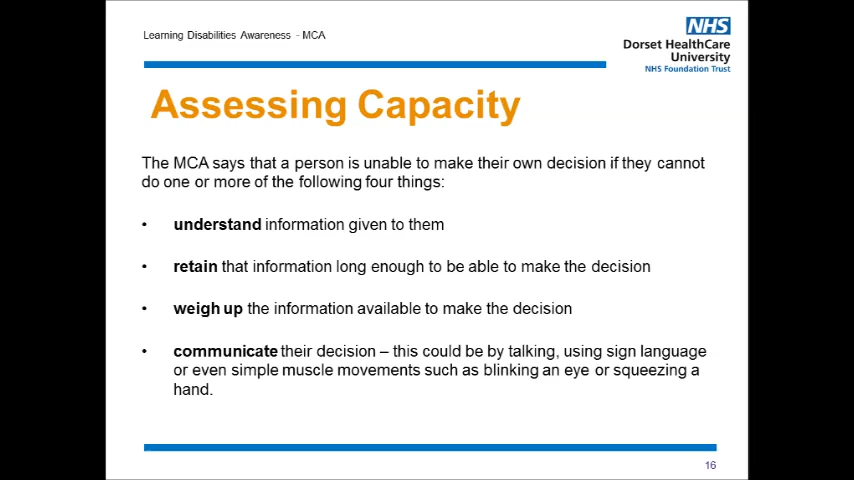 Learning Disabilities Awareness - MCA
NHS
Dorset HealthCare
University
NHS Foundation Trust
Assessing Capacity
The MCA says that a person is unable to make their own decision if they cannot
do one or more of the following four things:
• understand information given to them
• retain that information long enough to be able to make the decision
• weigh up the information available to make the decision
• communicate their decision – this could be by talking, using sign language
or even simple muscle movements such as blinking an eye or squeezing a
hand.
16